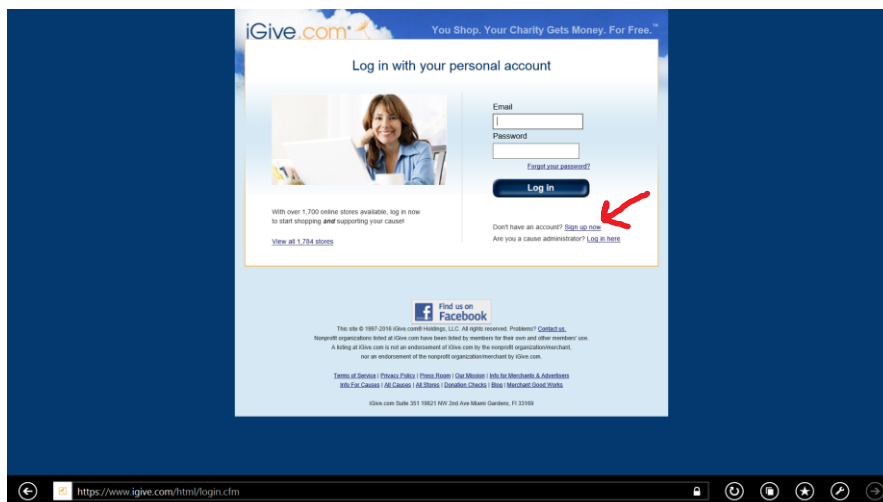 iGive.com®
You Shop. Your Charity Gets Money. For Free.™
Log in with your personal account
Email
Password
Forgot your password?
Log in
With over 1,700 online stores available, log in now
to start shopping and supporting your cause!
View all 1,784 stores
Don't have an account? Sign up now
Are you a cause administrator? Log in here
Find us on
Facebook
This site © 1997-2016 iGive.com® Holdings, LLC. All rights reserved. Problems? Contact us.
Nonprofit organizations listed at iGive.com have been listed by members for their own and other members' use.
A listing at iGive.com is not an endorsement of iGive.com by the nonprofit organization/merchant,
nor an endorsement of the nonprofit organization/merchant by iGive.com.
Terms of Service | Privacy Policy | Press Room | Our Mission | Info for Merchants & Advertisers
Info For Causes | All Causes | All Stores | Donation Checks | Blog | Merchant Good Works
iGive.com Suite 351 19821 NW 2nd Ave Miami Gardens, Fl 33169
https://www.igive.com/html/login.cfm